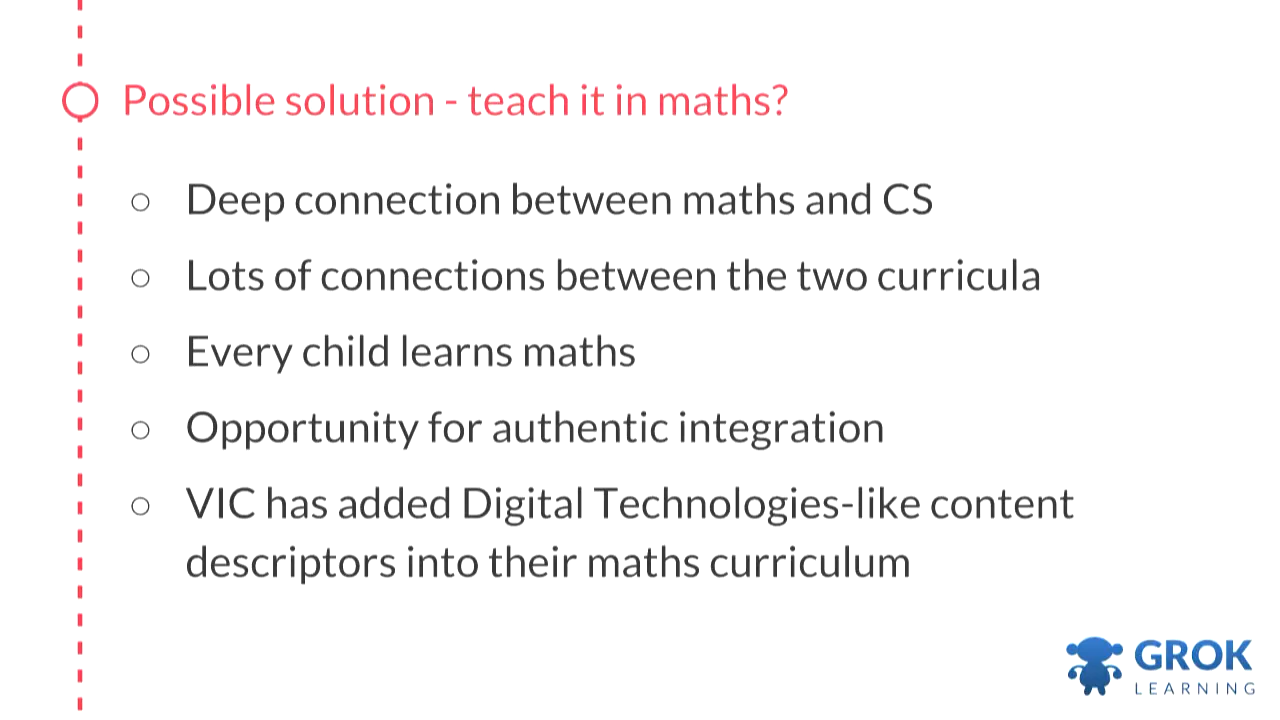 Possible solution - teach it in maths?
○ Deep connection between maths and CS
○ Lots of connections between the two curricula
○ Every child learns maths
○ Opportunity for authentic integration
○ VIC has added Digital Technologies-like content
descriptors into their maths curriculum
GROK
LEARNING